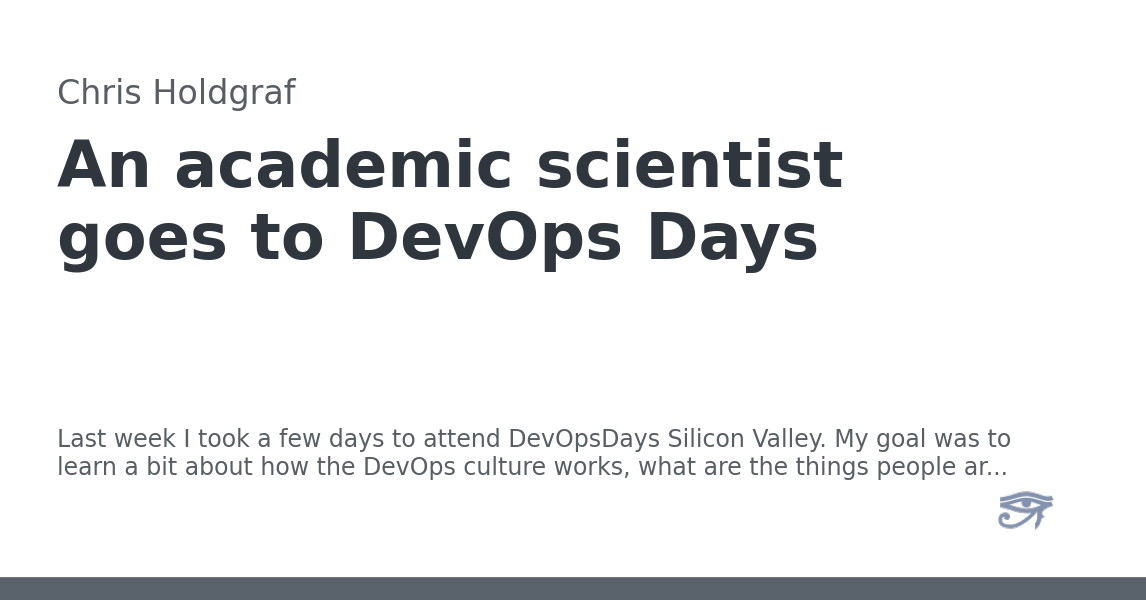 Chris Holdgraf
An academic scientist
goes to DevOps Days
Last week I took a few days to attend DevOpsDays Silicon Valley. My goal was to
learn a bit about how the DevOps culture works, what are the things people ar...